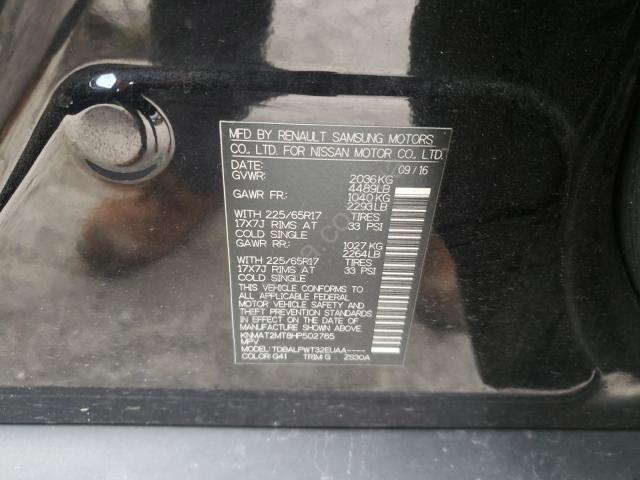 MFD BY RENAULT SAMSUNG MOTORS
CO., LTD. FOR NISSAN MOTOR CO., LTD.
DATE: 09/16
GVWR: 2036KG
4489LB
GAWR FR: 1040KG
2293LB
WITH 225/65R17 TIRES
17X7J RIMS AT 33 PSI
COLD SINGLE
GAWR RR: 1027 KG
2264LB
WITH 225/65R17 TIRES
17X7J RIMS AT 33 PSI
COLD SINGLE
THIS VEHICLE CONFORMS TO
ALL APPLICABLE FEDERAL
MOTOR VEHICLE SAFETY AND
THEFT PREVENTION STANDARDS
IN EFFECT ON THE DATE OF
MANUFACTURE SHOWN ABOVE.
KNMAT2MT8HP502785
MPV
MODEL: TDBALPWT32EUAA----
COLOR: G41 TRIM: G ZS30A